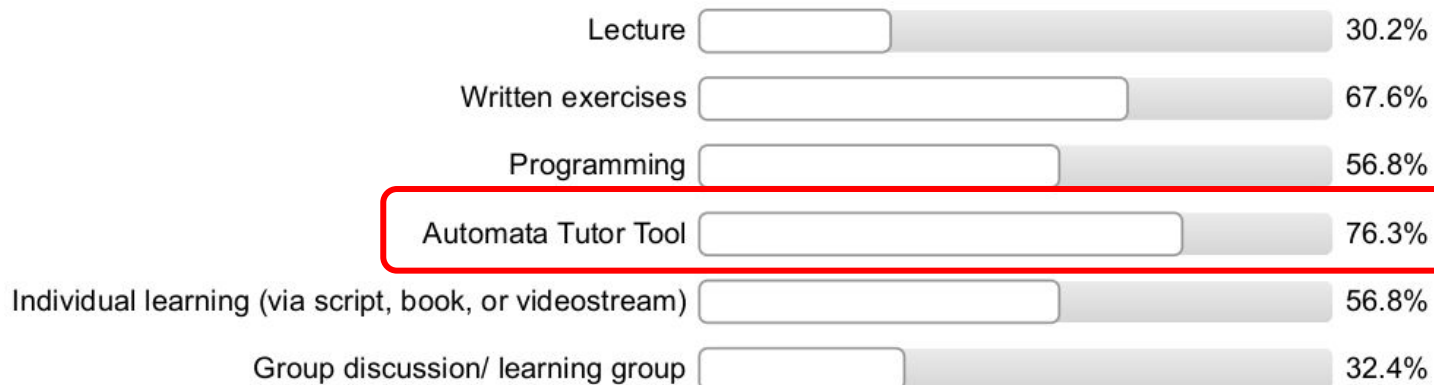 Lecture 30.2%
Written exercises 67.6%
Programming 56.8%
Automata Tutor Tool 76.3%
Individual learning (via script, book, or videostream) 56.8%
Group discussion/ learning group 32.4%